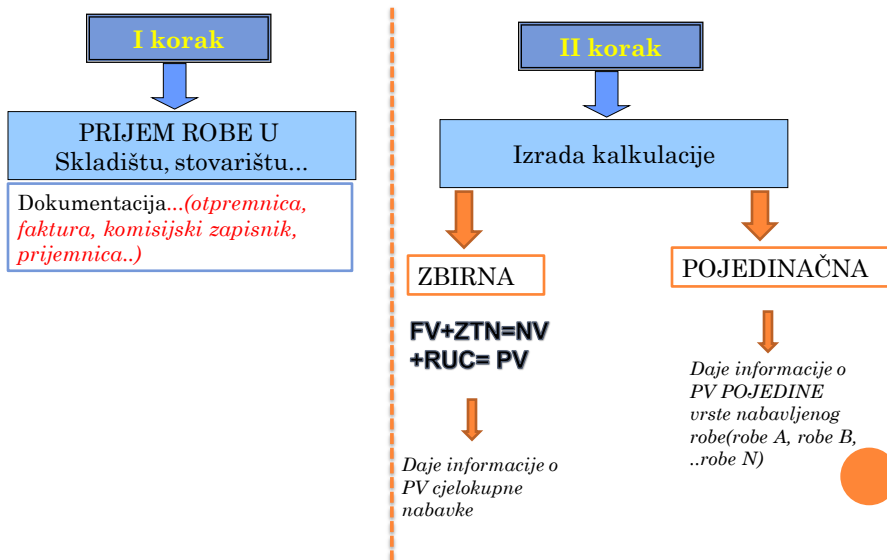 I korak
PRIJEM ROBE U
Skladištu, stovarištu...
Dokumentacija...(otpremnica,
faktura, komisijski zapisnik,
prijemnica..)
II korak
Izrada kalkulacije
ZBIRNA
FV+ZTN=NV
+RUC= PV
Daje informacije o
PV cjelokupne
nabavke
POJEDINAČNA
Daje informacije o
PV POJEDINE
vrste nabavljenog
robe(robe A, robe B,
..robe N)